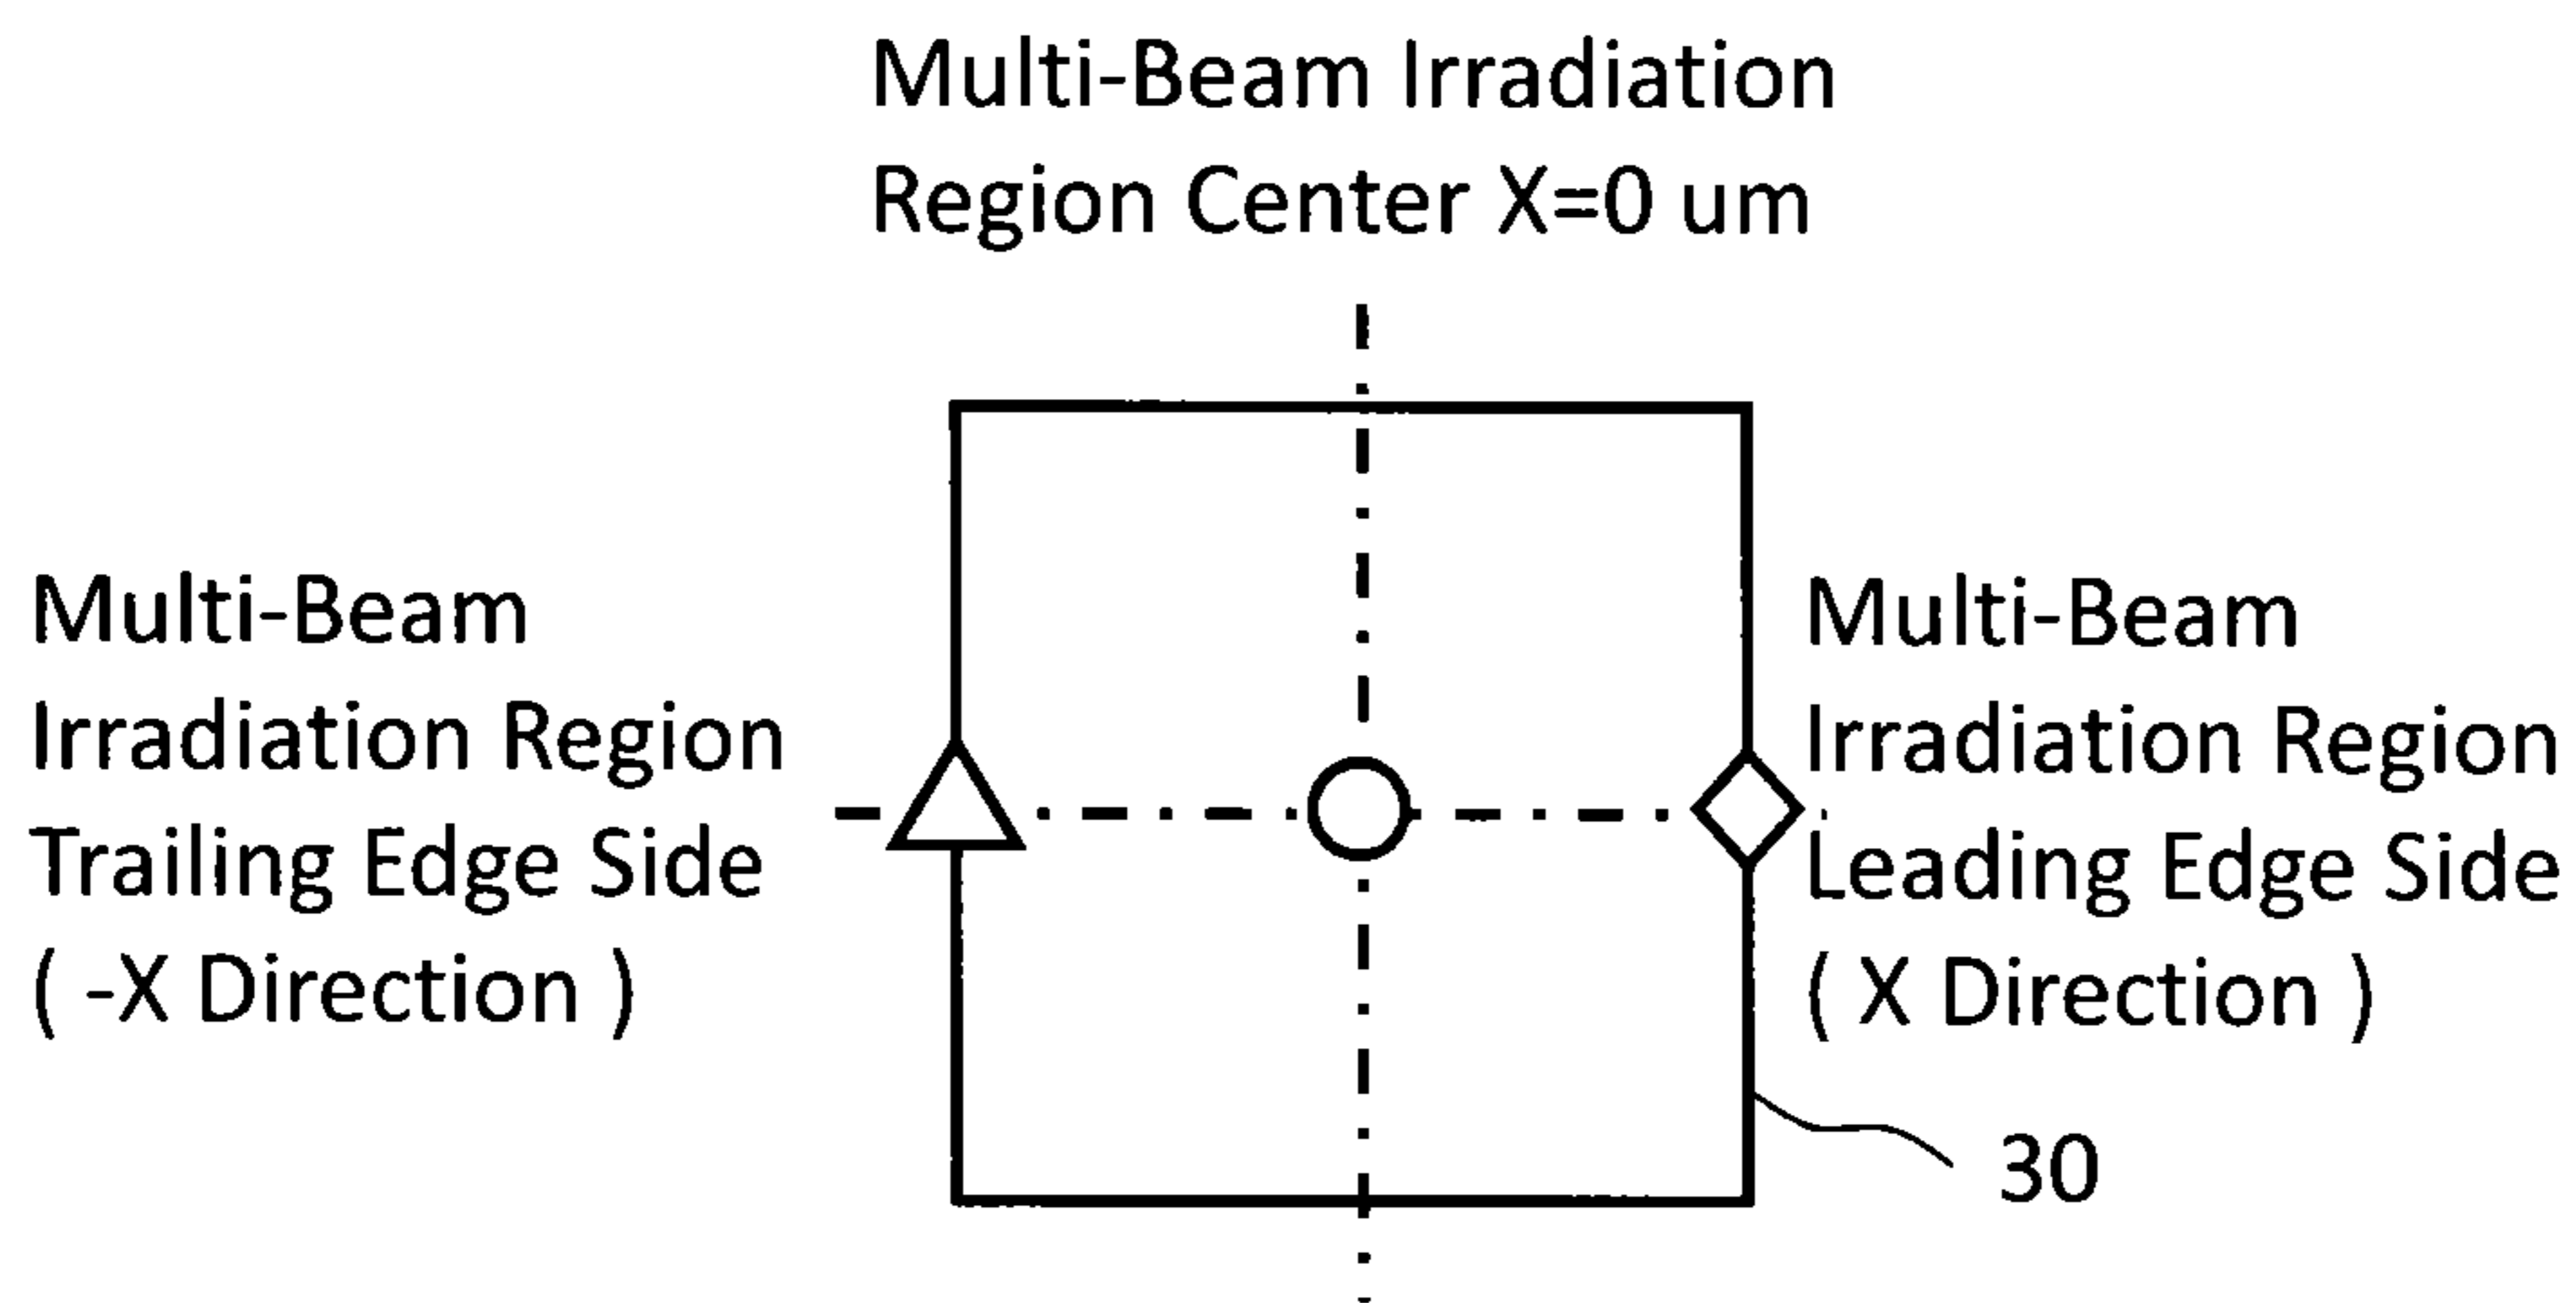 Multi-Beam Irradiation
Region Center X=0 um
Multi-Beam
Irradiation Region
Trailing Edge Side
( -X Direction )
Multi-Beam
Irradiation Region
Leading Edge Side
( X Direction )
30